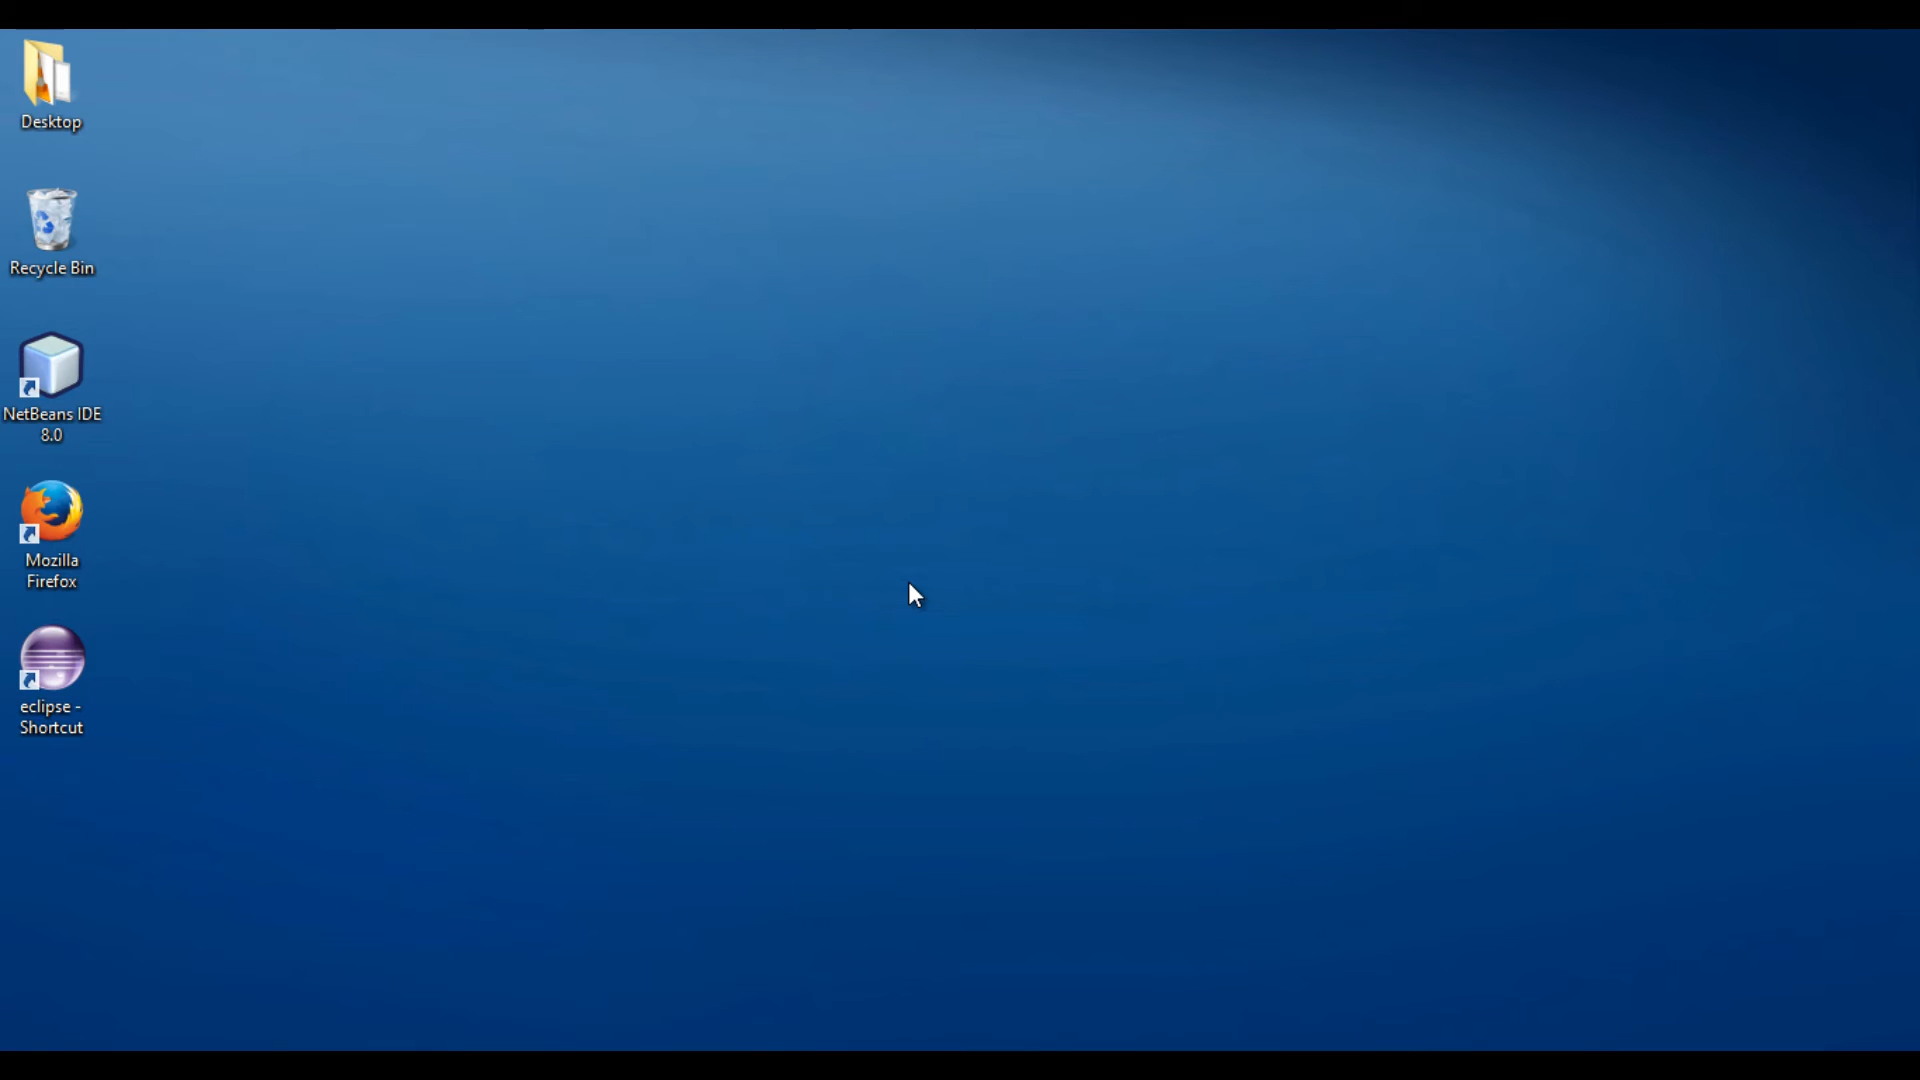 Desktop
Recycle Bin
NetBeans IDE
8.0
Mozilla
Firefox
eclipse -
Shortcut